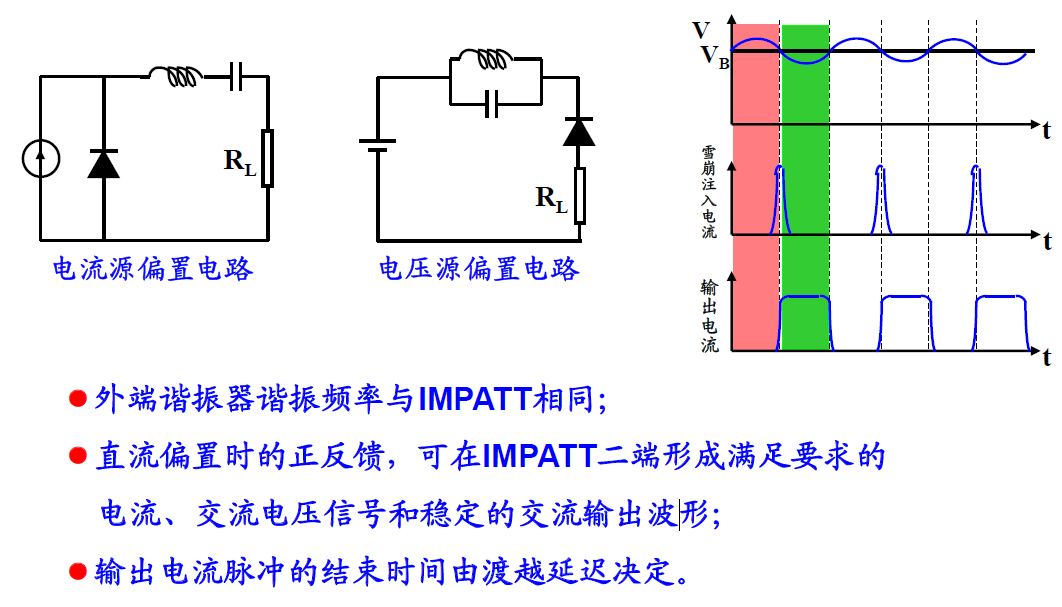 V
V_B
t
雪崩注入电流
t
输出电流
t
R_L
R_L
电流源偏置电路
电压源偏置电路
外端谐振器谐振频率与IMPATT相同；
直流偏置时的正反馈，可在IMPATT二端形成满足要求的
电流、交流电压信号和稳定的交流输出波形；
输出电流脉冲的结束时间由渡越延迟决定。